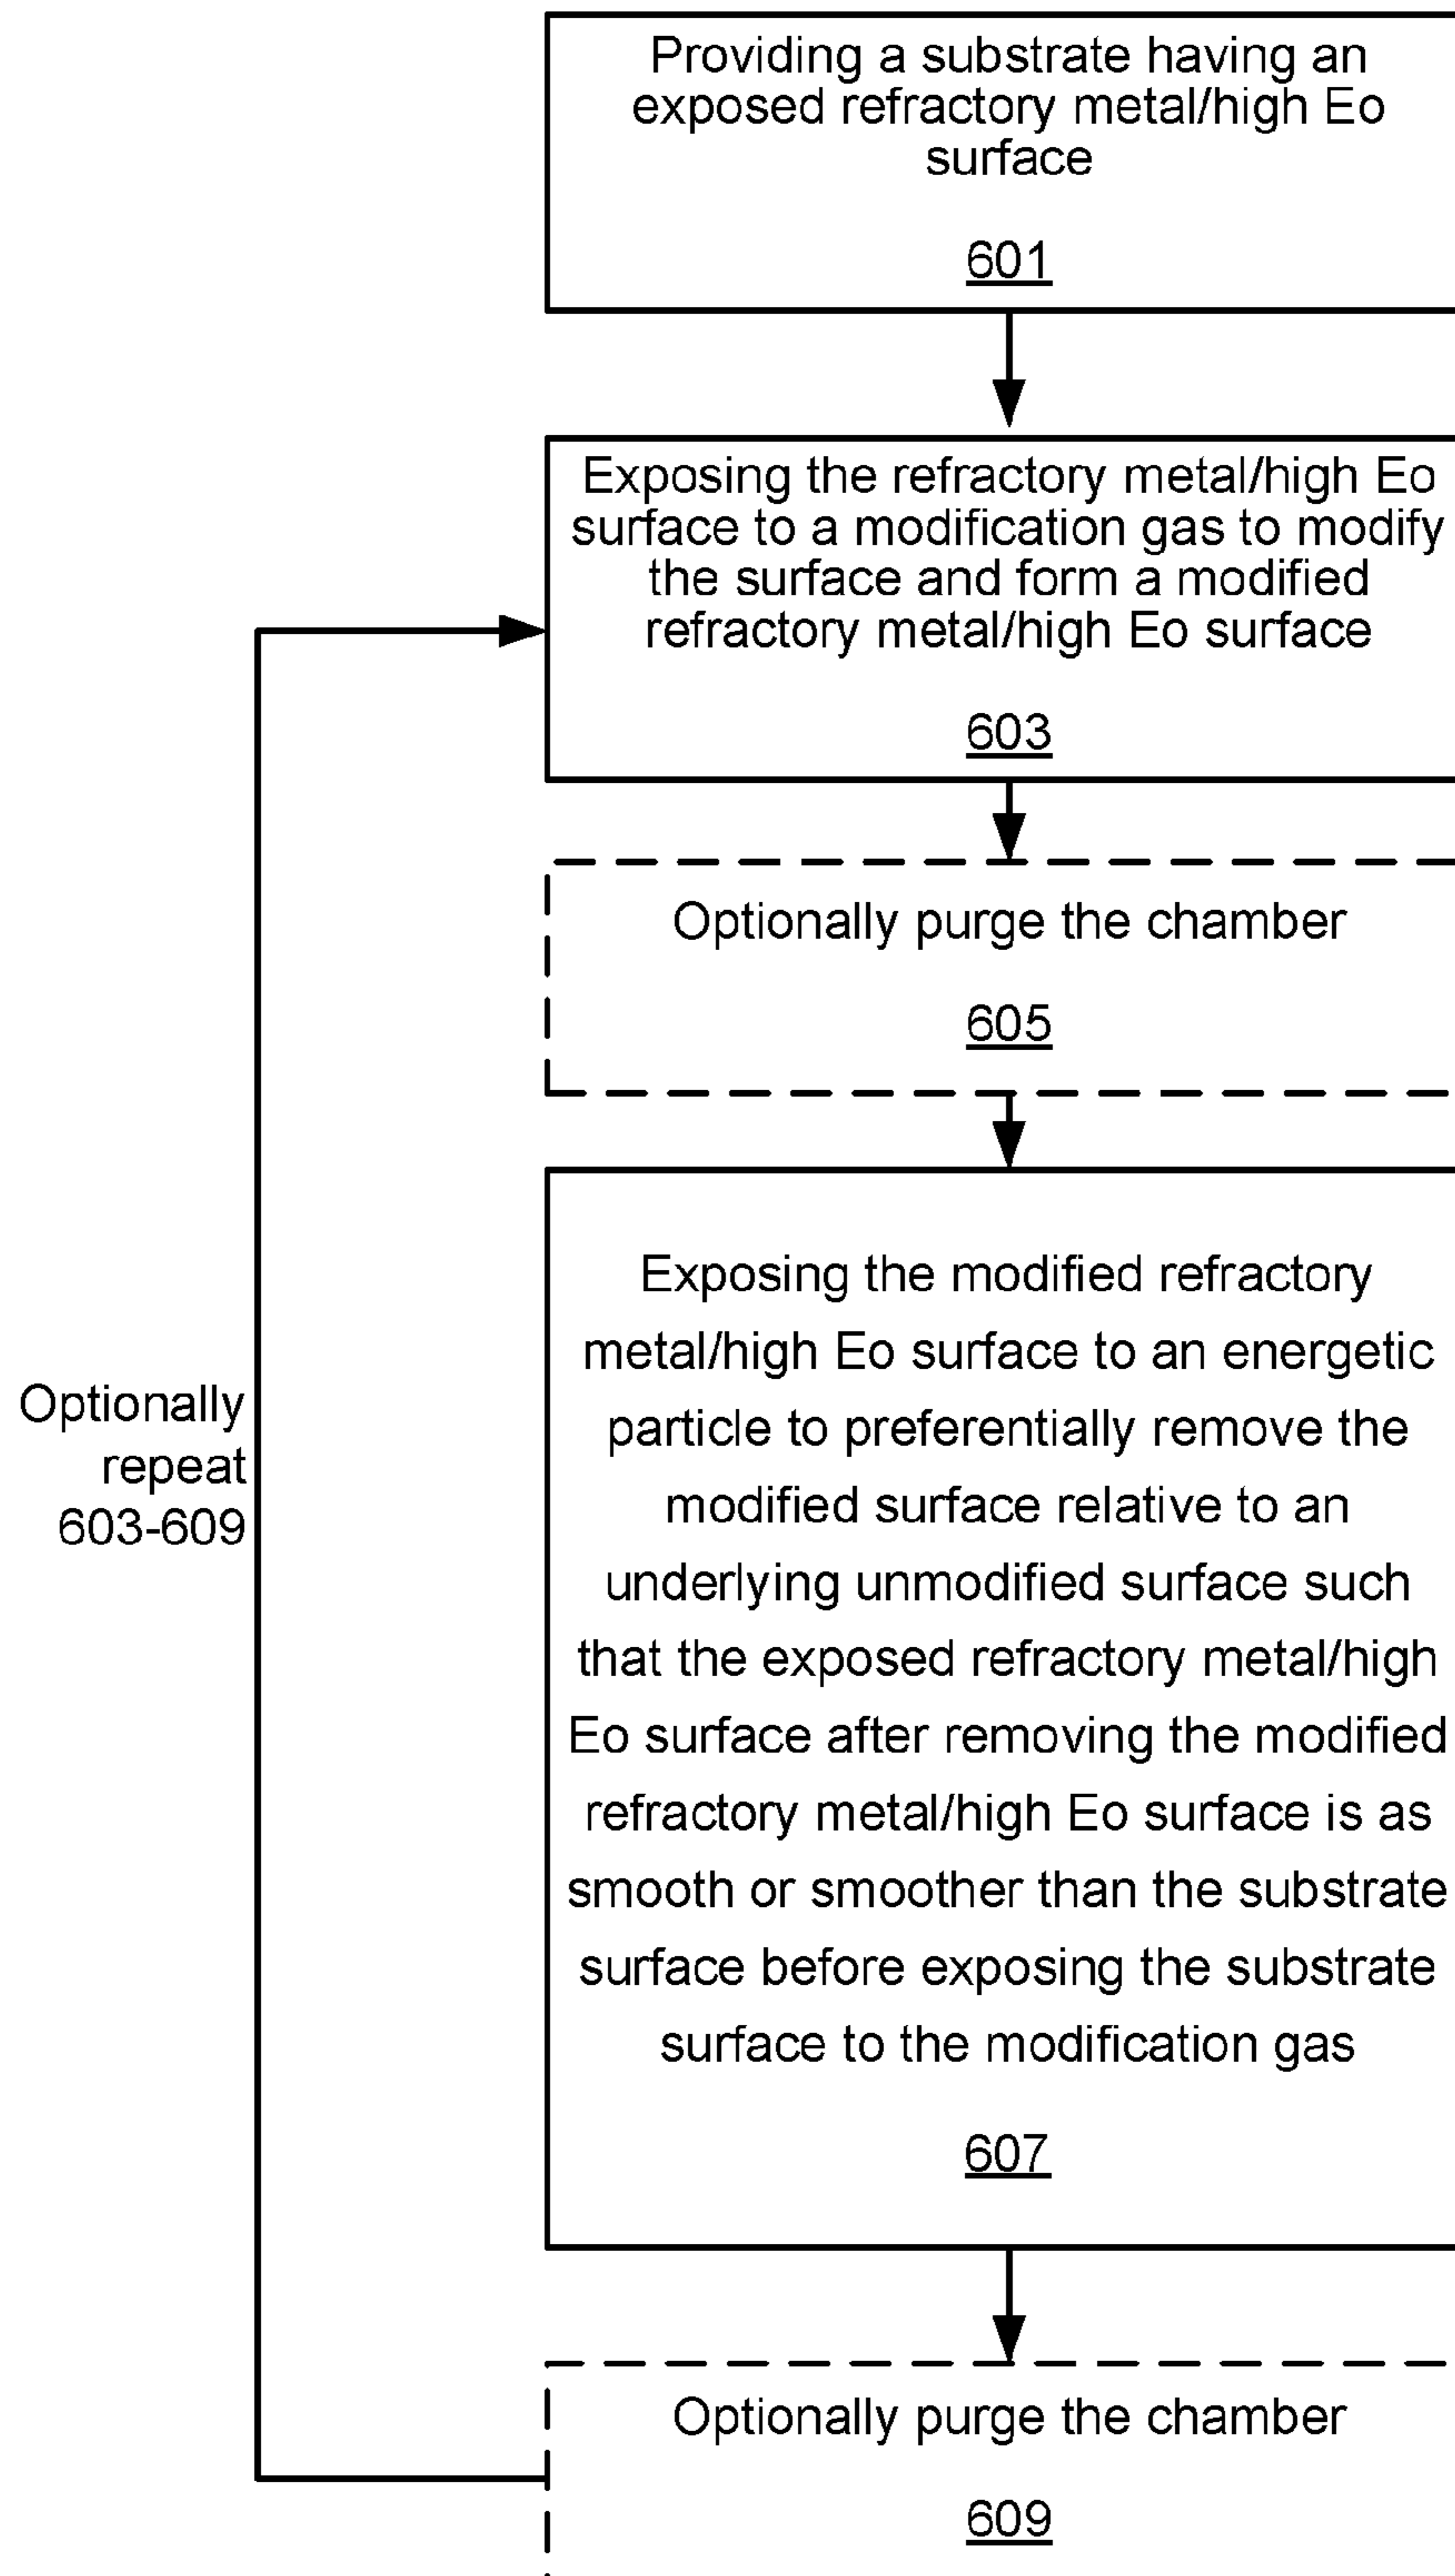 Providing a substrate having an
exposed refractory metal/high Eo
surface
601
Exposing the refractory metal/high Eo
surface to a modification gas to modify
the surface and form a modified
refractory metal/high Eo surface
603
Optionally purge the chamber
605
Exposing the modified refractory
metal/high Eo surface to an energetic
particle to preferentially remove the
modified surface relative to an
underlying unmodified surface such
that the exposed refractory metal/high
Eo surface after removing the modified
refractory metal/high Eo surface is as
smooth or smoother than the substrate
surface before exposing the substrate
surface to the modification gas
607
Optionally
repeat
603-609
Optionally purge the chamber
609